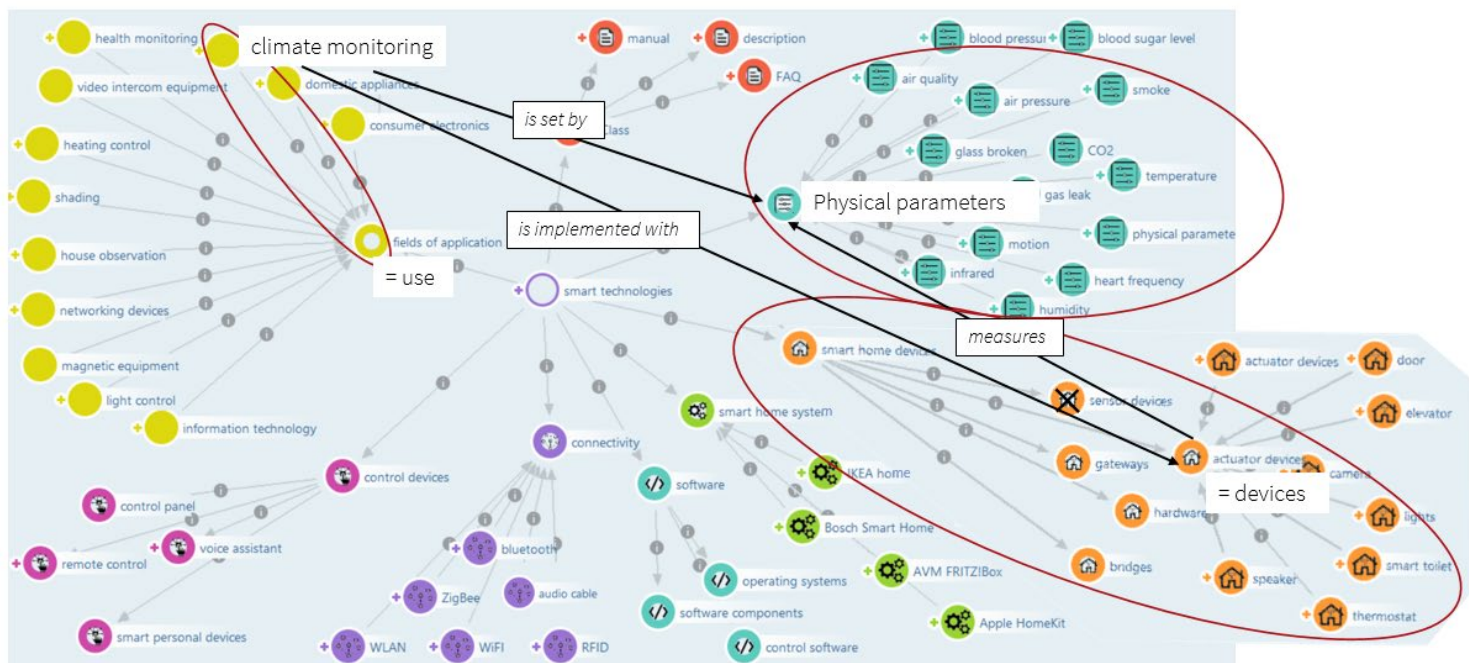 health monitoring
climate monitoring
video intercom equipment
domestic appliances
consumer electronics
heating control
shading
house observation
networking devices
magnetic equipment
light control
information technology
fields of application
= use
manual
description
FAQ
Class
is set by
is implemented with
smart technologies
blood pressu
blood sugar level
air quality
air pressure
smoke
glass broken
CO2
temperature
gas leak
Physical parameters
physical paramete
motion
infrared
heart frequency
humidity
measures
smart home devices
sensor devices
gateways
hardware
bridges
actuator devices
= devices
actuator devices
door
elevator
camera
lights
smart toilet
speaker
thermostat
smart home system
IKEA home
Bosch Smart Home
AVM FRITZ!Box
Apple HomeKit
connectivity
bluetooth
ZigBee
audio cable
WLAN
WiFI
RFID
software
operating systems
software components
control software
control devices
control panel
voice assistant
remote control
smart personal devices